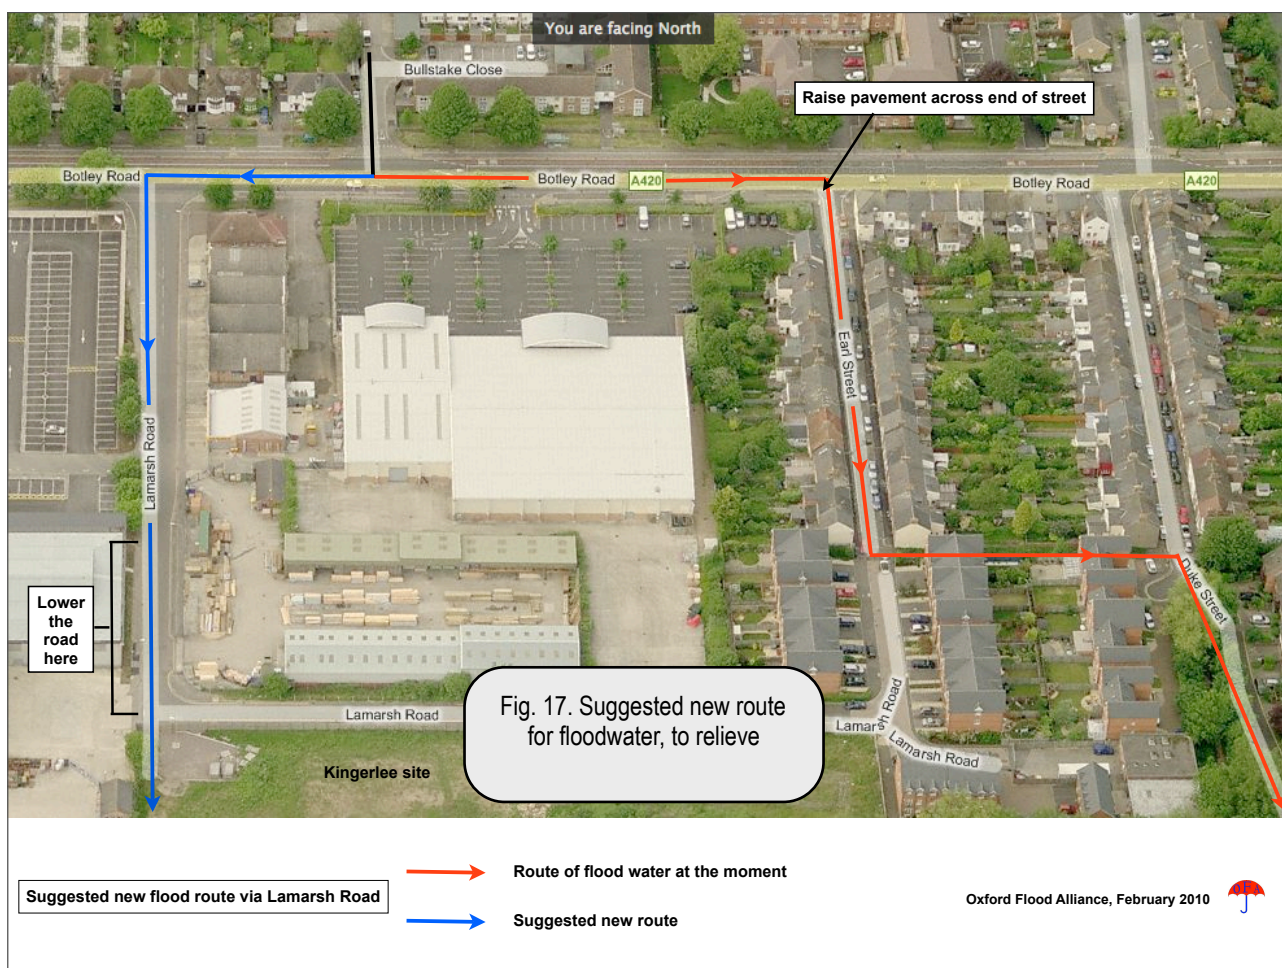 You are facing North
Bullstake Close
Raise pavement across end of street
Botley Road
Botley Road
A420
Botley Road
A420
Earl Street
Lamarsh Road
Duke Street
Lower
the
road
here
Lamarsh Road
Lamarsh Road
Lamarsh Road
Fig. 17. Suggested new route
for floodwater, to relieve
Kingerlee site
Route of flood water at the moment
Suggested new flood route via Lamarsh Road
Suggested new route
Oxford Flood Alliance, February 2010
OFA